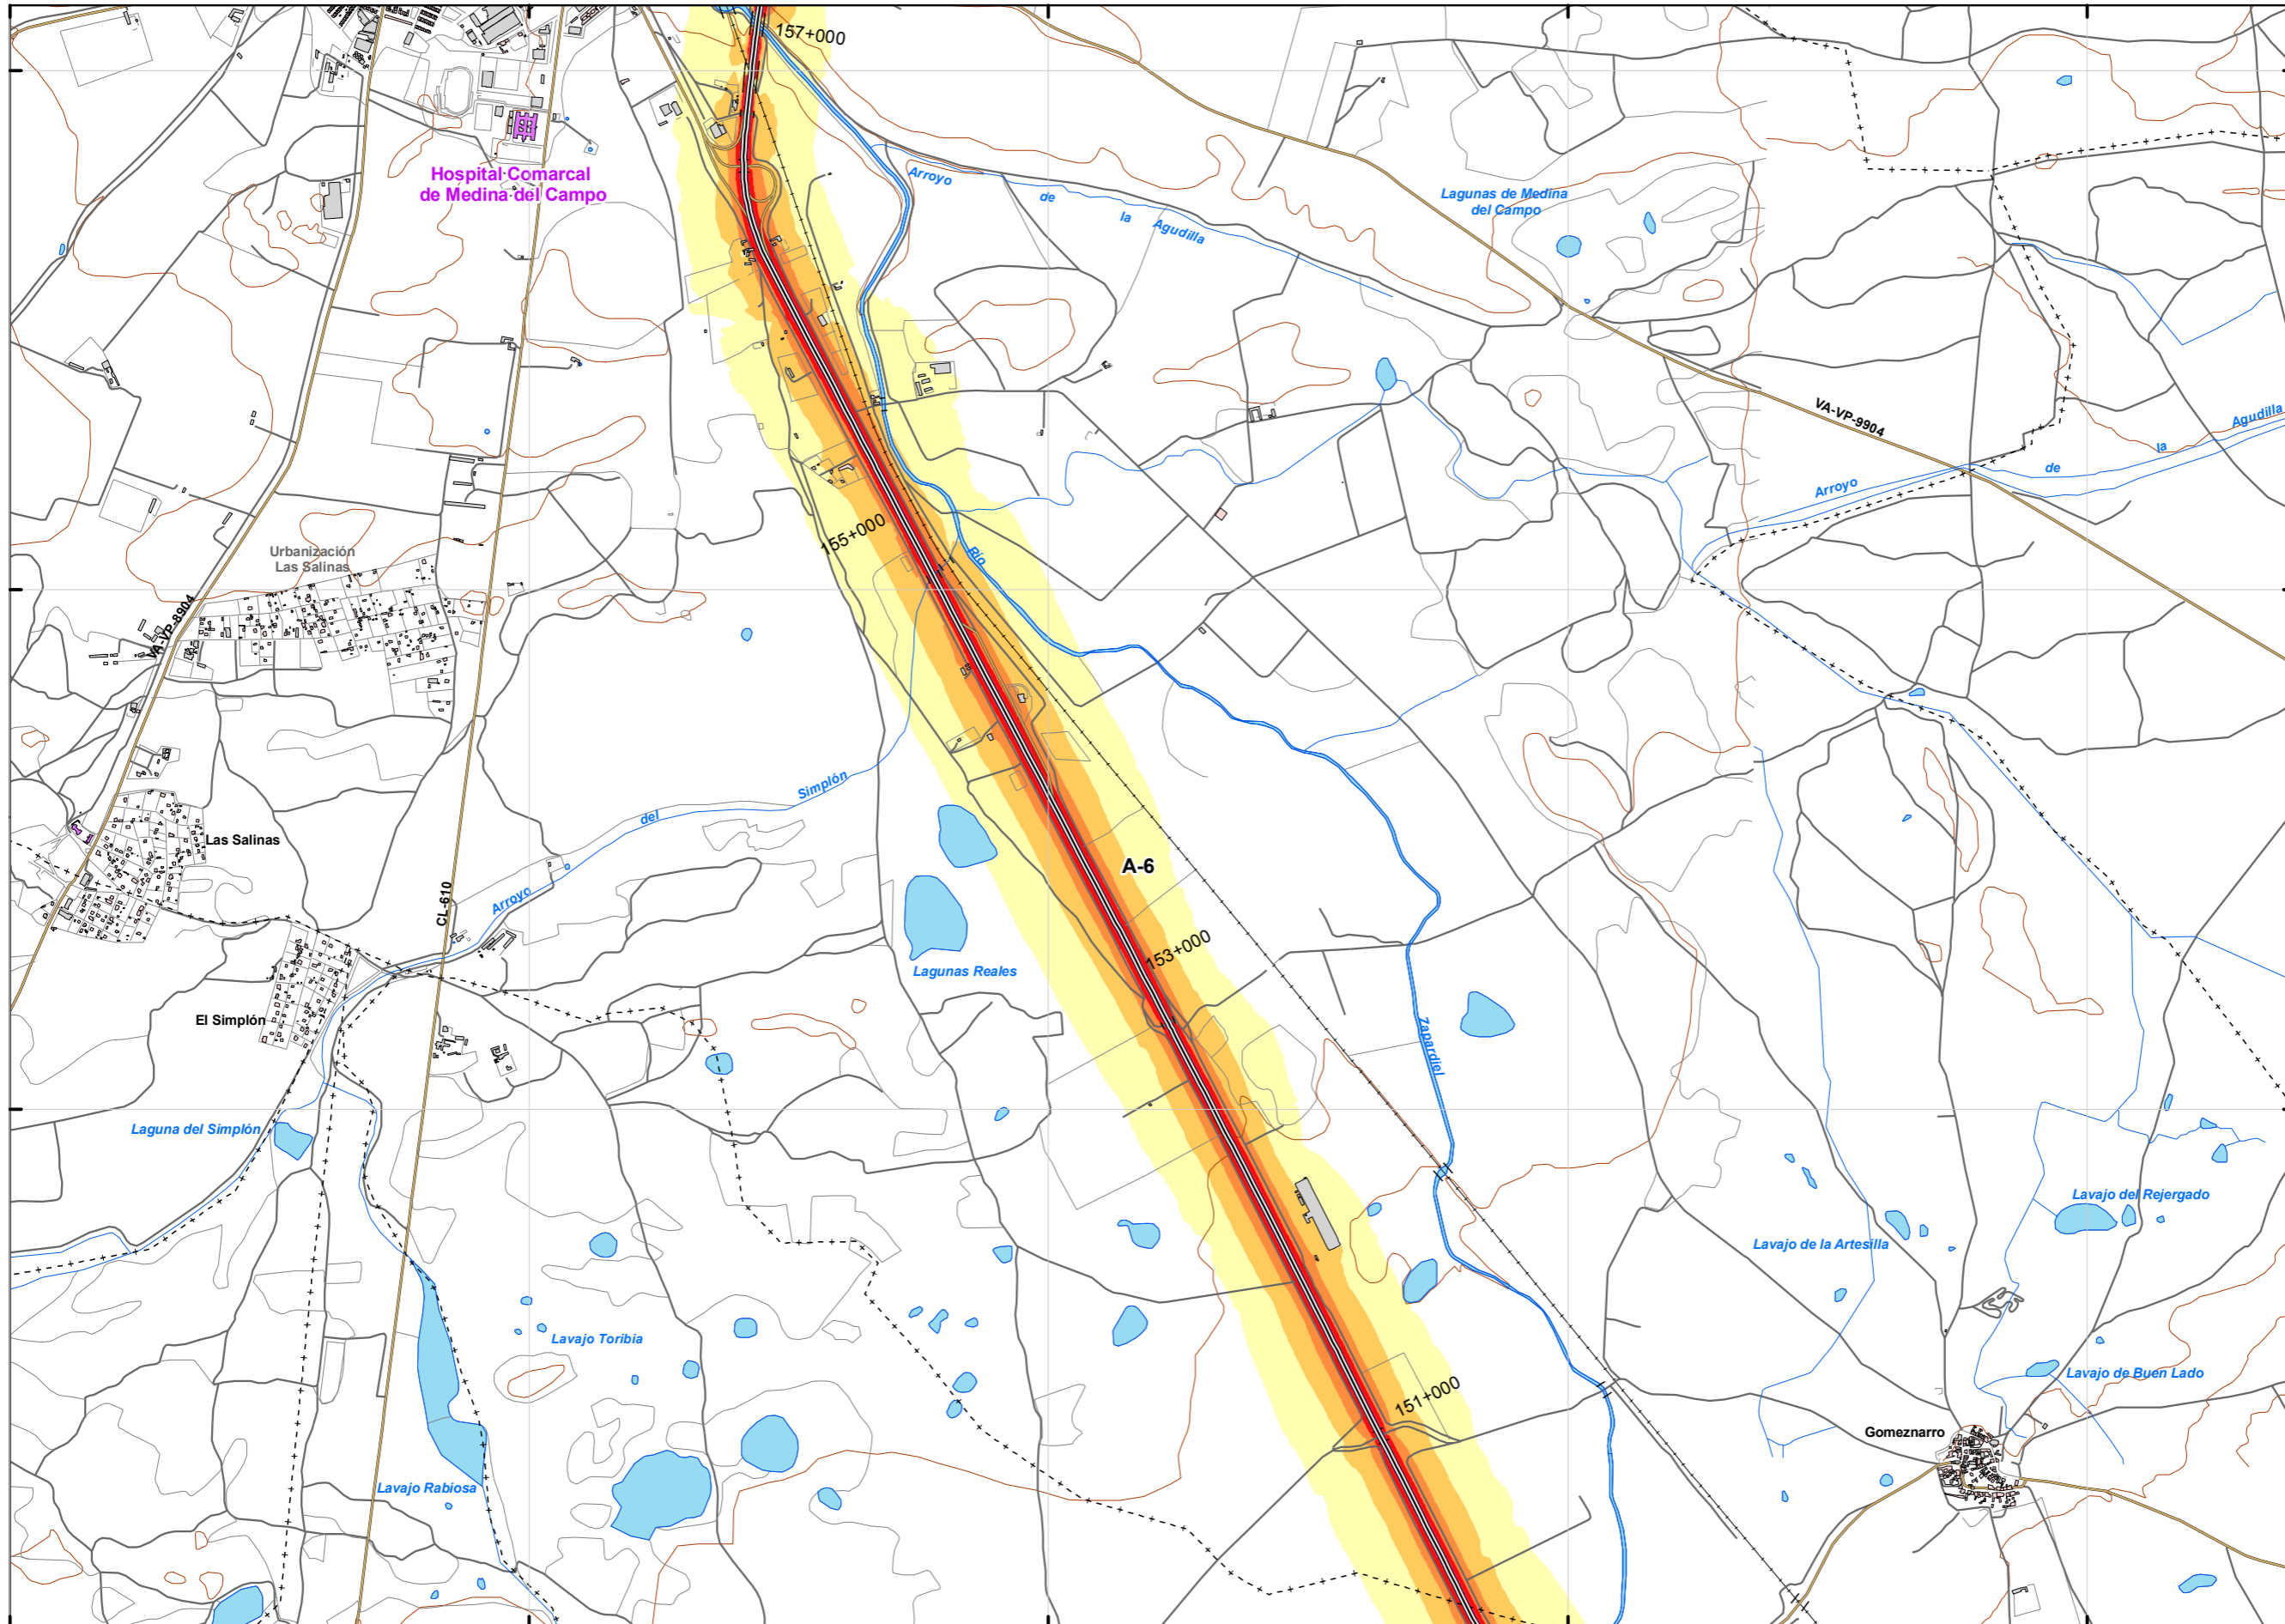 157+000
Hospital Comarcal
de Medina del Campo
Arroyo
de
la
Agudilla
Lagunas de Medina
del Campo
VA-VP-9904
Agudilla
la
de
Arroyo
155+000
Río
Urbanización
Las Salinas
VA-VP-8904
Simplón
del
Las Salinas
A-6
CL-610
Arroyo
153+000
Lagunas Reales
El Simplón
Zapardiel
Laguna del Simplón
Lavajo del Rejergado
Lavajo de la Artesilla
Lavajo Toribia
Lavajo de Buen Lado
151+000
Gomeznarro
Lavajo Rabiosa